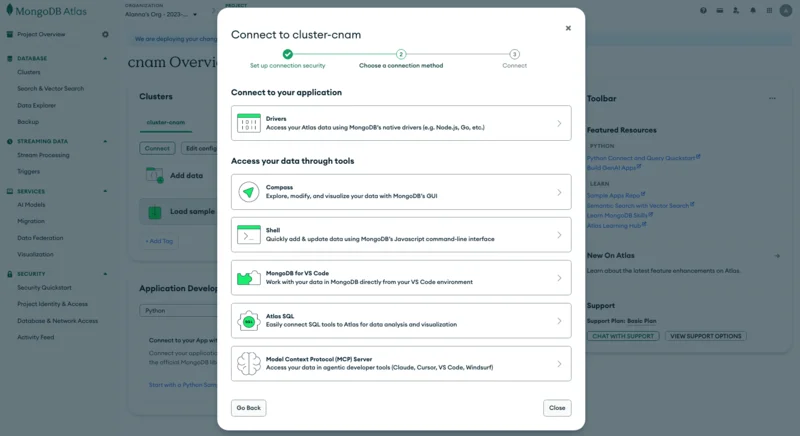 MongoDB Atlas
ORGANIZATION
Alanna's Org - 2023-...
PROJECT
Project Overview
DATABASE
Clusters
Search & Vector Search
Data Explorer
Backup
STREAMING DATA
Stream Processing
Triggers
SERVICES
AI Models
Migration
Data Federation
Visualization
SECURITY
Security Quickstart
Project Identity & Access
Database & Network Access
Activity Feed
We are deploying your chang
cnam Overvi
Clusters
cluster-cnam
Connect
Edit config
Add data
Load sample
+ Add Tag
Application Develop
Python
Connect to your App wit
Connect your application
the official MongoDB
Start with a Python Sam
Connect to cluster-cnam
2
3
Set up connection security
Choose a connection method
Connect
Connect to your application
Drivers
Access your Atlas data using MongoDB's native drivers (e.g. Node.js, Go, etc.)
Access your data through tools
Compass
Explore, modify, and visualize your data with MongoDB's GUI
Shell
Quickly add & update data using MongoDB's Javascript command-line interface
MongoDB for VS Code
Work with your data in MongoDB directly from your VS Code environment
Atlas SQL
Easily connect SQL tools to Atlas for data analysis and visualization
Model Context Protocol (MCP) Server
Access your data in agentic developer tools (Claude, Cursor, VS Code, Windsurf)
Go Back
Close
Toolbar
Featured Resources
PYTHON
Python Connect and Query Quickstart
Build GenAI Apps
LEARN
Sample Apps Repo
Semantic Search with Vector Search
Learn MongoDB Skills
Atlas Learning Hub
New On Atlas
Learn about the latest feature enhancements on Atlas.
Support
Support Plan: Basic Plan
CHAT WITH SUPPORT
VIEW SUPPORT OPTIONS